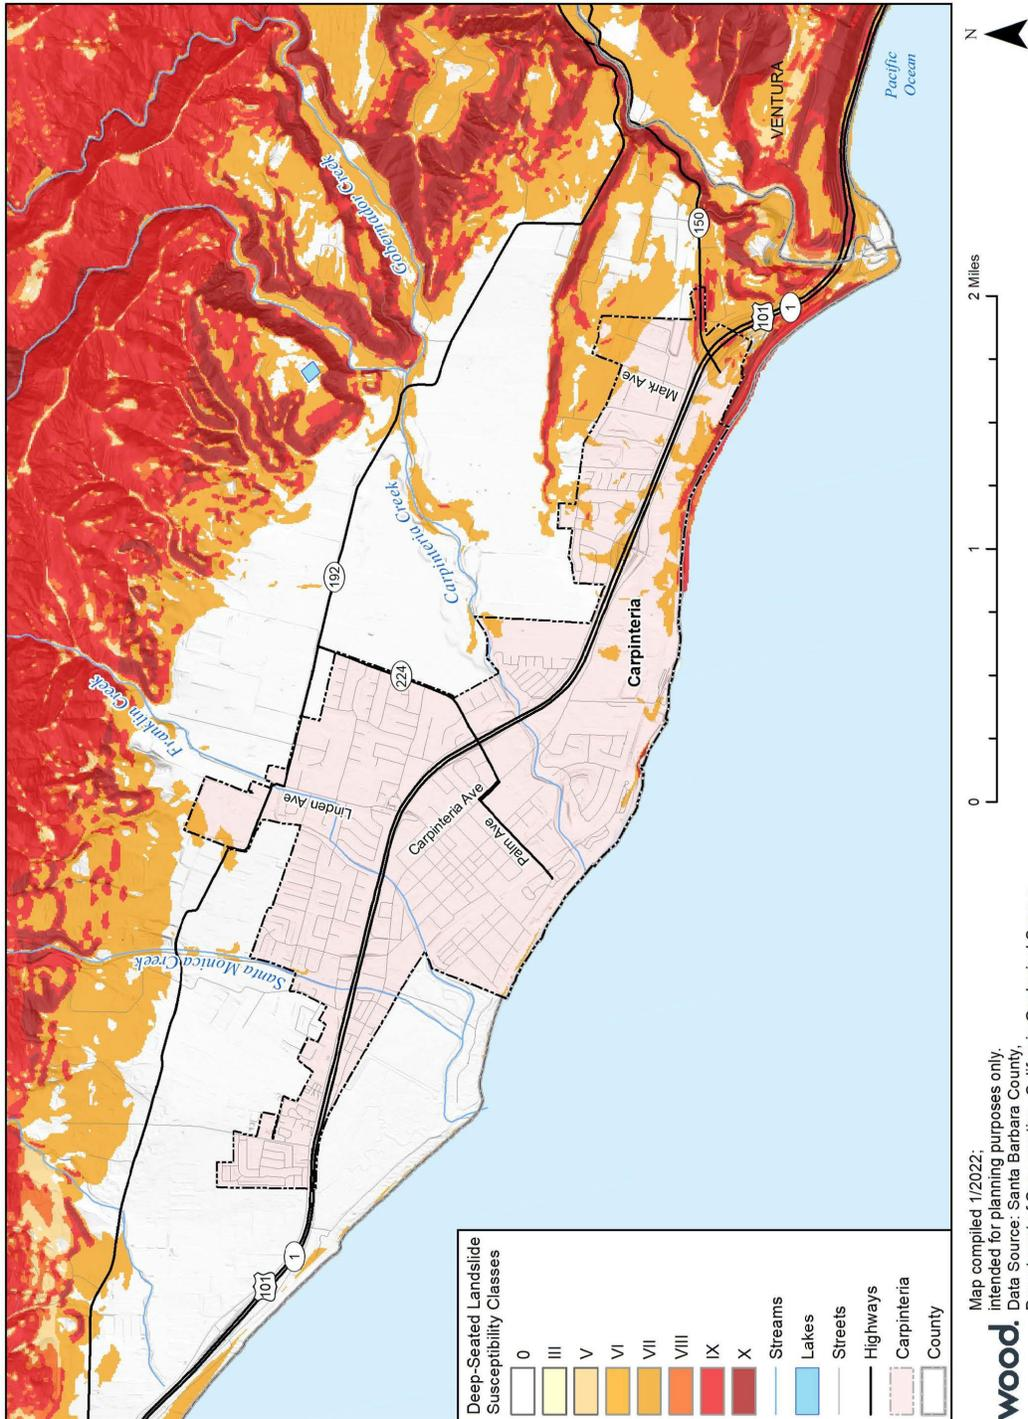 Gobernador Creek
Pacific
Ocean
VENTURA
150
101
1
Mark Ave
192
Carpinteria Creek
Franklin Creek
224
Carpinteria
Linden Ave
Carpinteria Ave
Palm Ave
Santa Monica Creek
101
1
Deep-Seated Landslide
Susceptibility Classes
0
III
V
VI
VII
VIII
IX
X
Streams
Lakes
Streets
Highways
Carpinteria
County
N
0
1
2 Miles
wood.
Map compiled 1/2022;
intended for planning purposes only.
Data Source: Santa Barbara County,